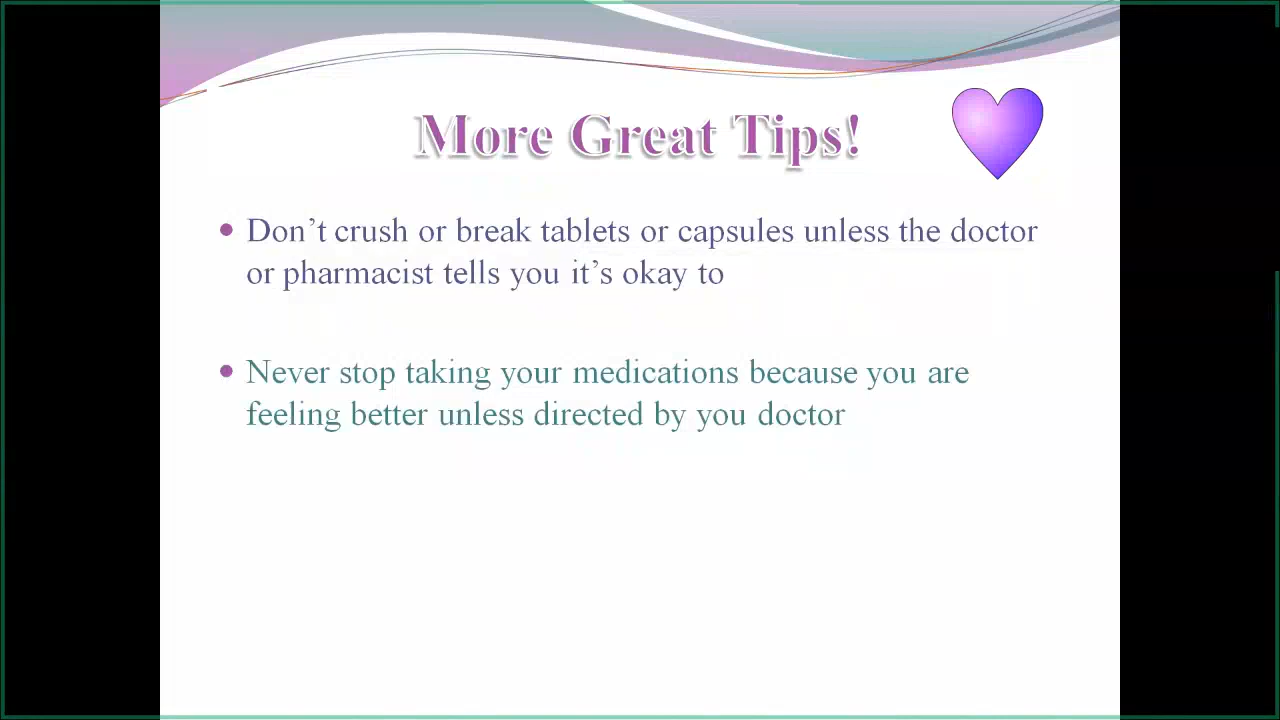 More Great Tips!
• Don’t crush or break tablets or capsules unless the doctor
or pharmacist tells you it’s okay to
• Never stop taking your medications because you are
feeling better unless directed by you doctor